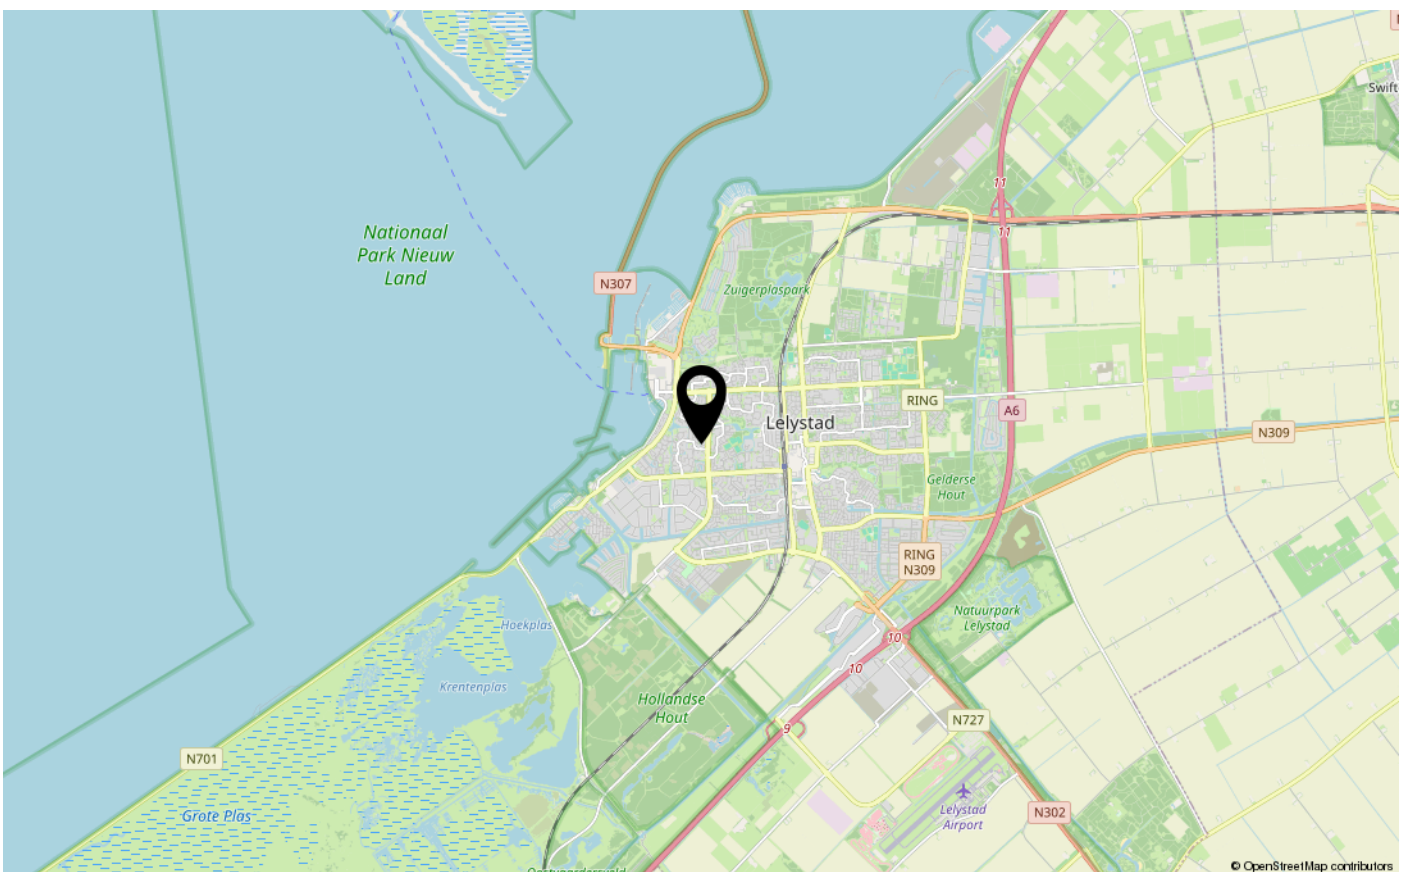 Swift
11
Nationaal
Park Nieuw
Land
11
N307
Zuigerplaspark
RING
A6
Lelystad
N309
Gelderse
Hout
RING
N309
Natuurpark
Lelystad
Hoekplas
10
10
Krentenplas
Hollandse
Hout
N727
9
N701
Lelystad
Airport
Grote Plas
N302
© OpenStreetMap contributors